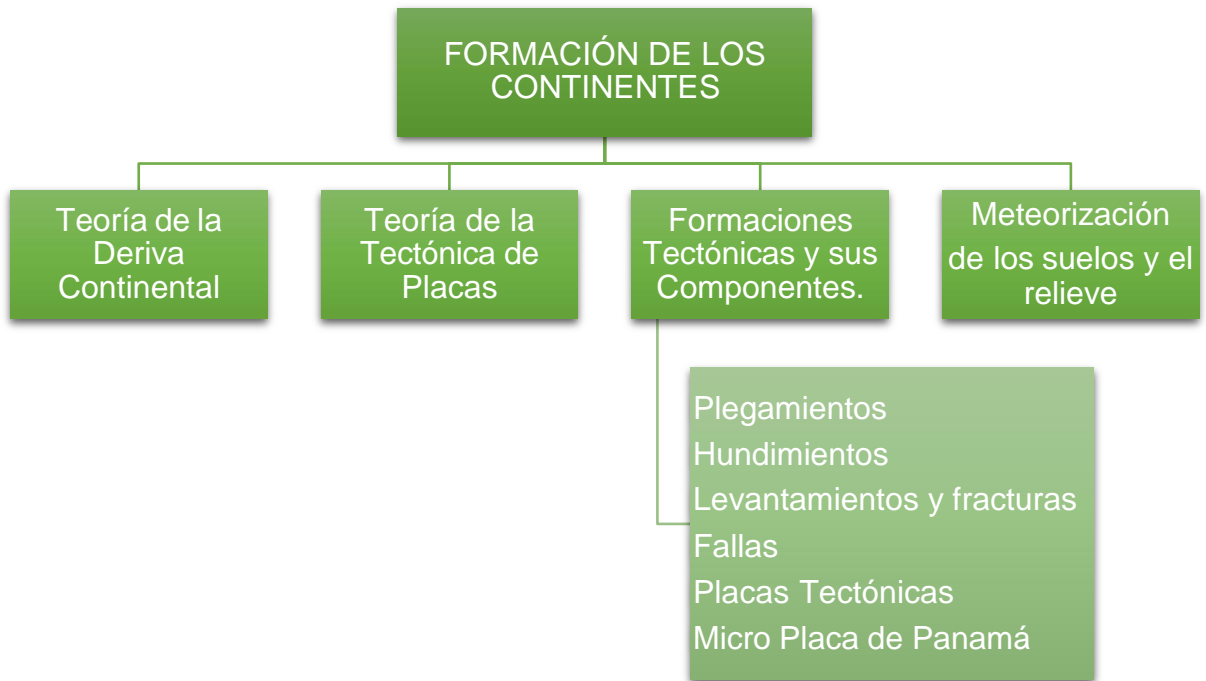 FORMACIÓN DE LOS
CONTINENTES
Teoría de la
Deriva
Continental
Teoría de la
Tectónica de
Placas
Formaciones
Tectónicas y sus
Componentes.
Meteorización
de los suelos y el
relieve
Plegamientos
Hundimientos
Levantamientos y fracturas
Fallas
Placas Tectónicas
Micro Placa de Panamá